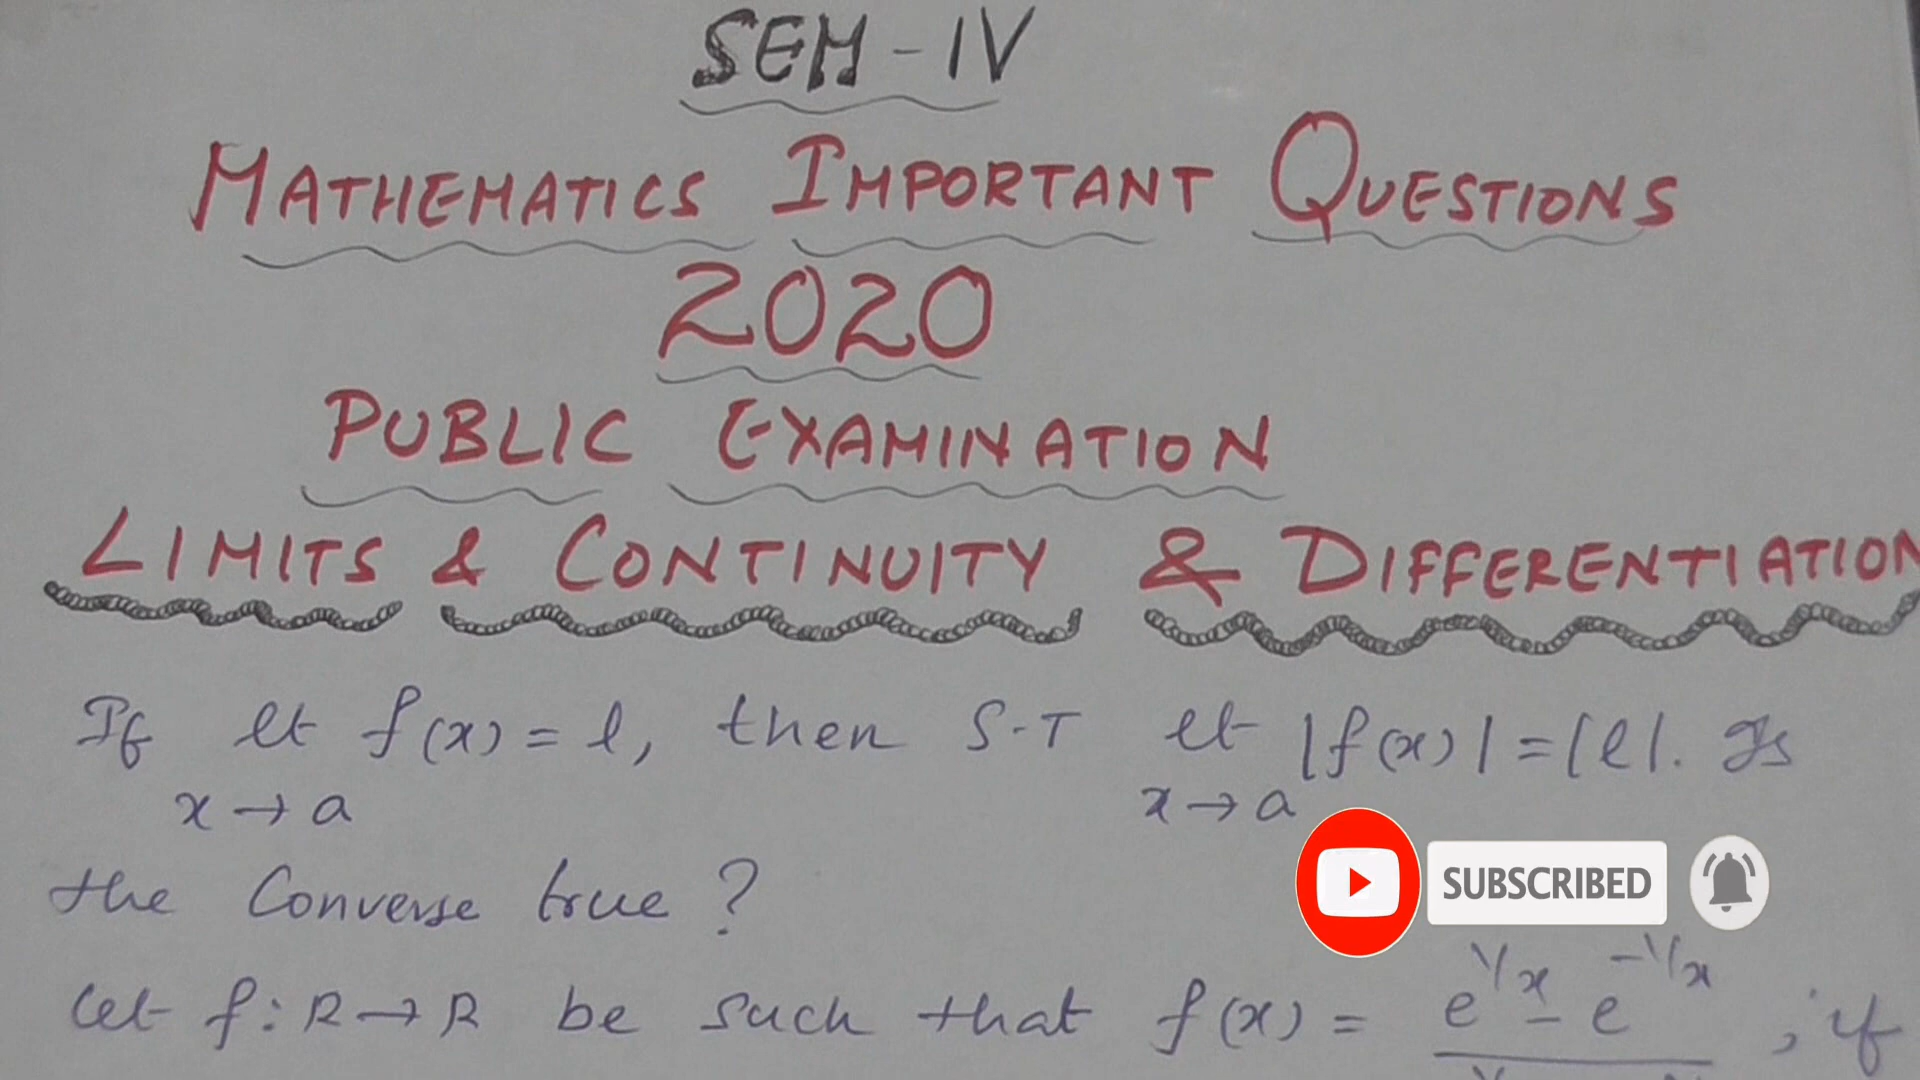 SEM-IV
MATHEMATICS IMPORTANT QUESTIONS
2020
PUBLIC EXAMINATION
LIMITS & CONTINUITY & DIFFERENTIATION
If lt f(x) = l, then S.T lt |f(x)| = |l|. Is
x → a x → a
the Converse true ?
SUBSCRIBED
Let f : R → R be such that f(x) = e^1/x - e^-1/x ; if